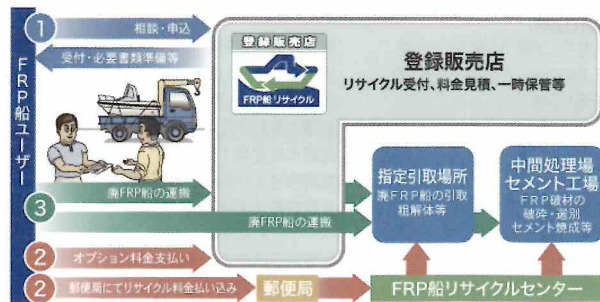 FRP船ユーザー
1
相談・申込
受付・必要書類準備等
登録販売店
FRP船リサイクル
登録販売店
リサイクル受付、料金見積、一時保管等
廃FRP船の運搬
3
廃FRP船の運搬
指定引取場所
廃FRP船の引取
粗解体等
中間処理場
セメント工場
FRP破材の
破砕・選別
セメント焼成等
2
オプション料金支払い
2
郵便局にてリサイクル料金払い込み
郵便局
FRP船リサイクルセンター